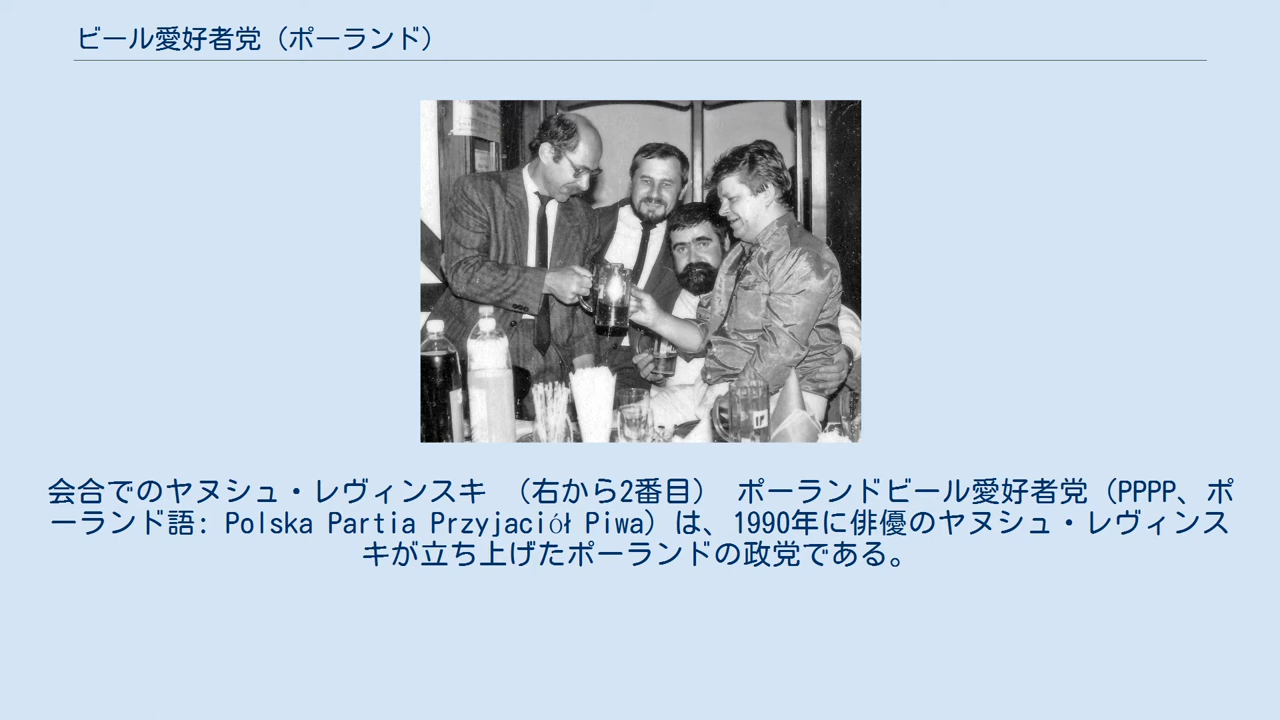 ビール愛好者党（ポーランド）
会合でのヤヌシュ・レヴィンスキ （右から2番目） ポーランドビール愛好者党（PPPP、ポ
ーランド語: Polska Partia Przyjaciół Piwa）は、1990年に俳優のヤヌシュ・レヴィンス
キが立ち上げたポーランドの政党である。